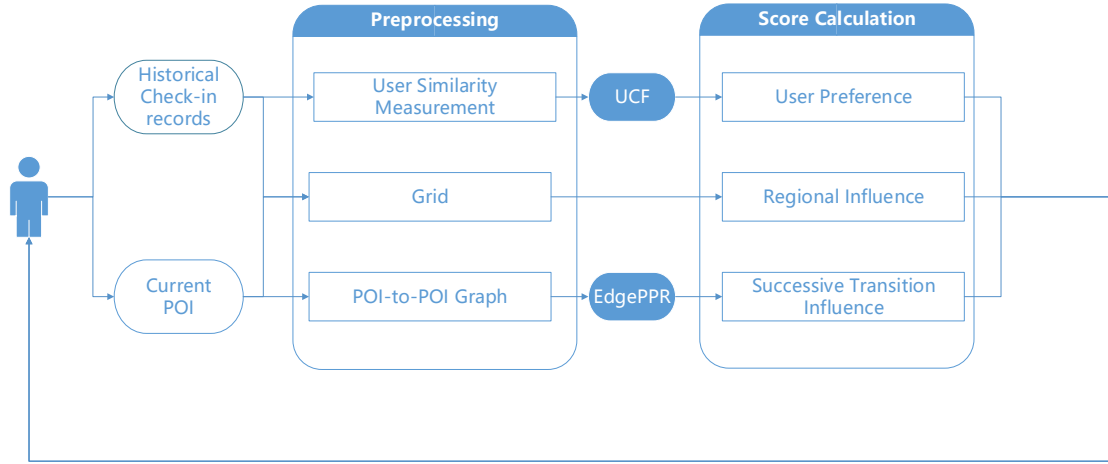 Preprocessing
Score Calculation
Historical
Check-in
records
User Similarity
Measurement
UCF
User Preference
Grid
Regional Influence
Current
POI
POI-to-POI Graph
EdgePPR
Successive Transition
Influence